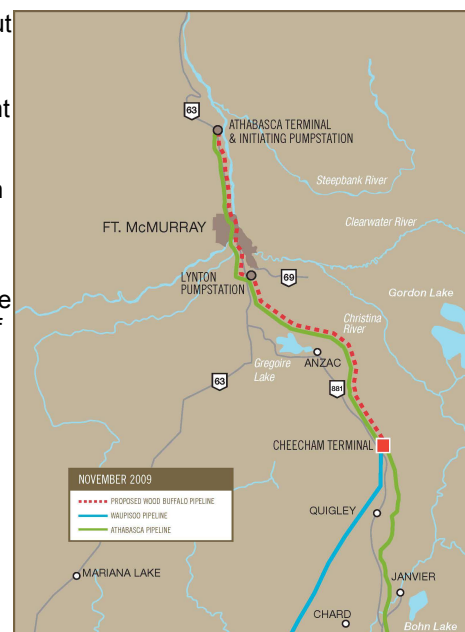 ut
nt
n
e
f
63
ATHABASCA TERMINAL
& INITIATING PUMPSTATION
Steepbank River
Clearwater River
FT. McMURRAY
LYNTON
PUMPSTATION
69
Gordon Lake
Christina
River
Gregoire
Lake
ANZAC
63
881
CHEECHAM TERMINAL
NOVEMBER 2009
PROPOSED WOOD BUFFALO PIPELINE
WAUPISOO PIPELINE
ATHABASCA PIPELINE
QUIGLEY
MARIANA LAKE
JANVIER
CHARD
Bohn Lake